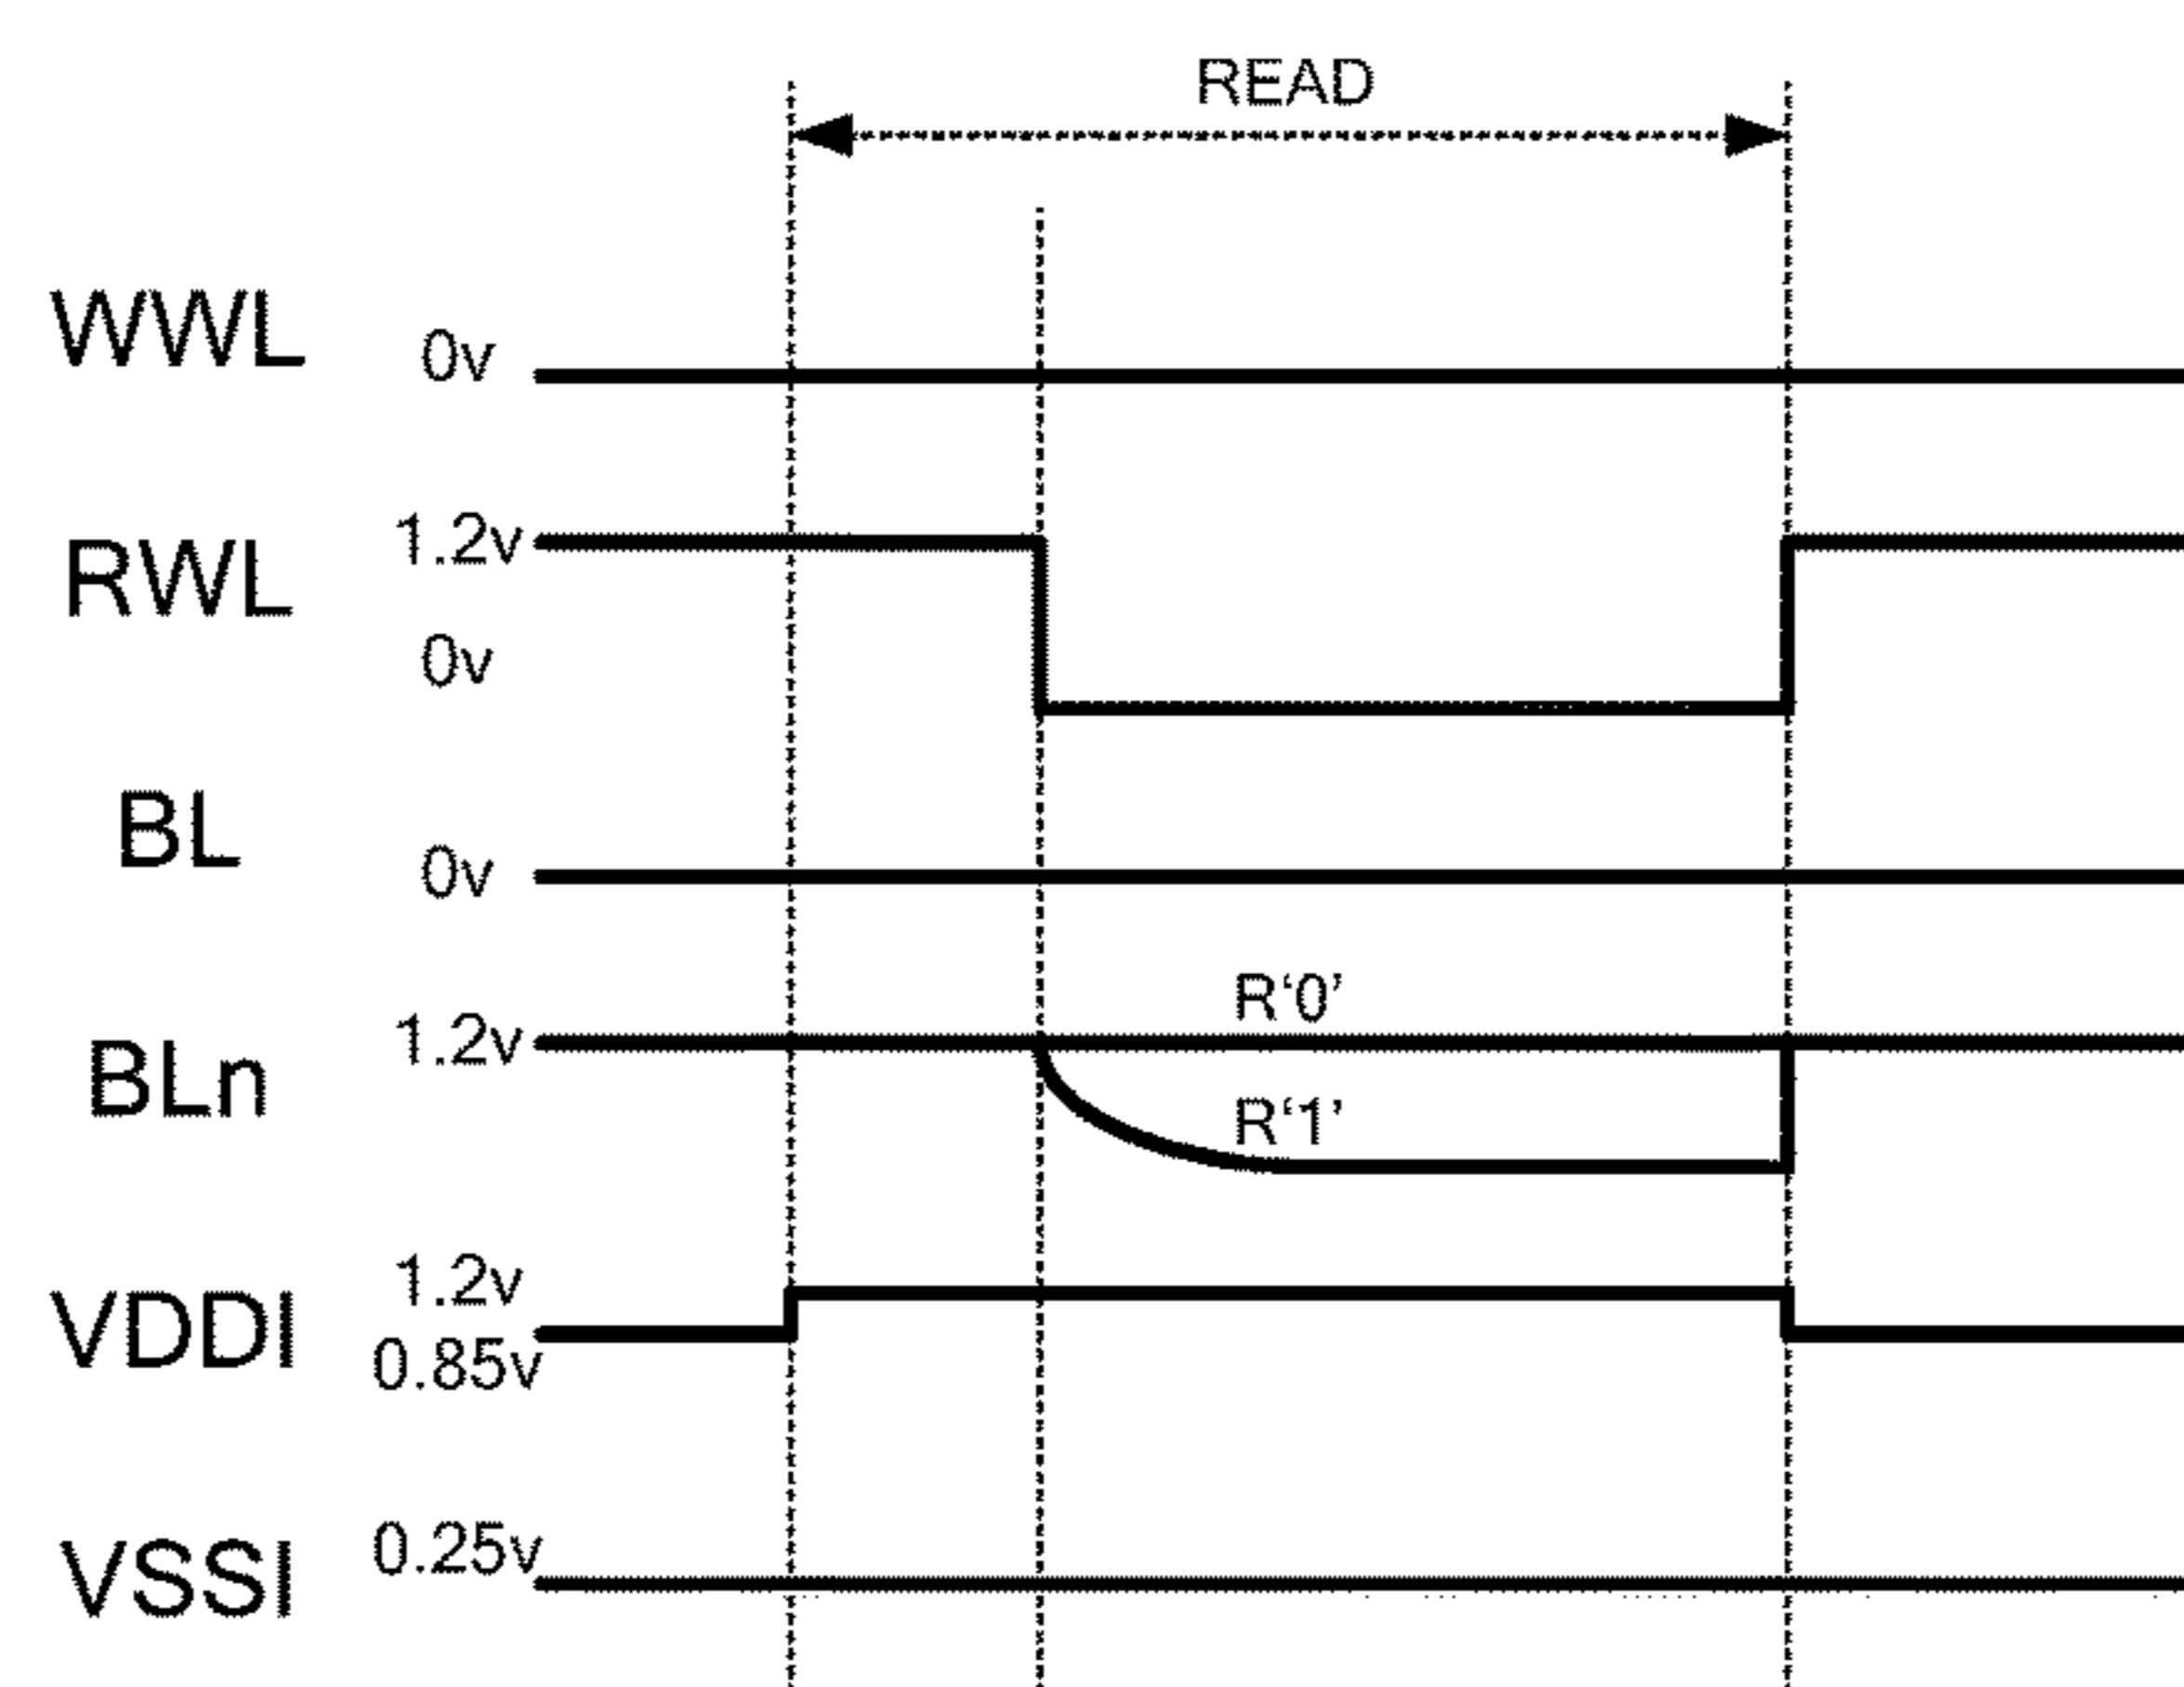 READ
WWL 0v
1.2v
RWL
0v
BL 0v
R‘0’
BLn 1.2v
R‘1’
1.2v
VDDI
0.85v
VSSI 0.25v